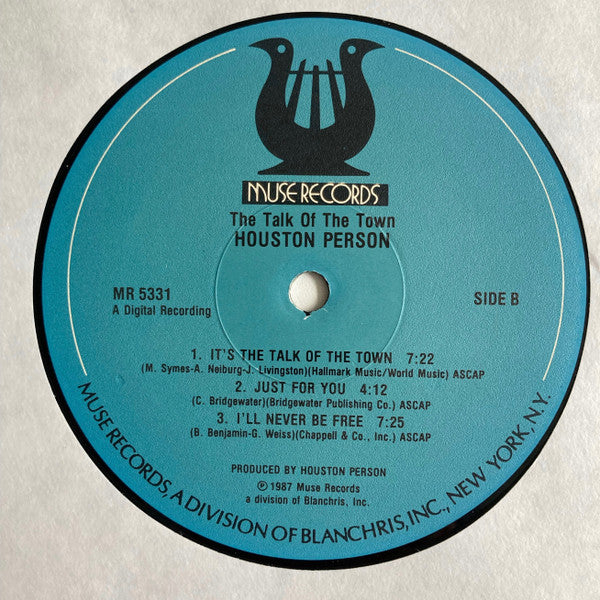 MUSE RECORDS
The Talk Of The Town
HOUSTON PERSON
MR 5331
A Digital Recording
SIDE B
1. IT'S THE TALK OF THE TOWN 7:22
(M. Symes-A. Neiburg-J. Livingston)(Hallmark Music/World Music) ASCAP
2. JUST FOR YOU 4:12
(C. Bridgewater)(Bridgewater Publishing Co.) ASCAP
3. I'LL NEVER BE FREE 7:25
(B. Benjamin-G. Weiss)(Chappell & Co., Inc.) ASCAP
PRODUCED BY HOUSTON PERSON
℗ 1987 Muse Records
a division of Blanchris, Inc.
MUSE RECORDS, A DIVISION OF BLANCHRIS, INC., NEW YORK, N.Y.